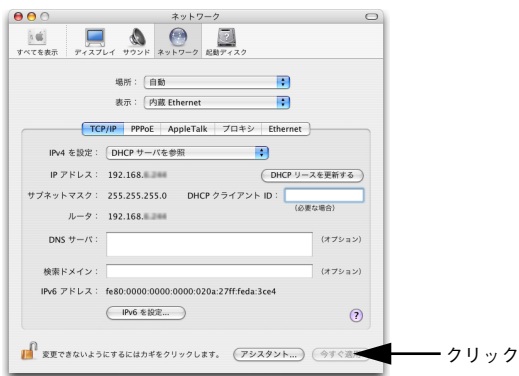 ネットワーク
すべてを表示 ディスプレイ サウンド ネットワーク 起動ディスク
場所： 自動
表示： 内蔵 Ethernet
TCP/IP PPPoE AppleTalk プロキシ Ethernet
IPv4 を設定： DHCP サーバを参照
IP アドレス： 192.168. DHCP リースを更新する
サブネットマスク： 255.255.255.0 DHCP クライアント ID：
（必要な場合）
ルータ： 192.168.
DNS サーバ： （オプション）
検索ドメイン： （オプション）
IPv6 アドレス： fe80:0000:0000:0000:020a:27ff:feda:3ce4
IPv6 を設定... ?
変更できないようにするにはカギをクリックします。 アシスタント... 今すぐ適用 クリック